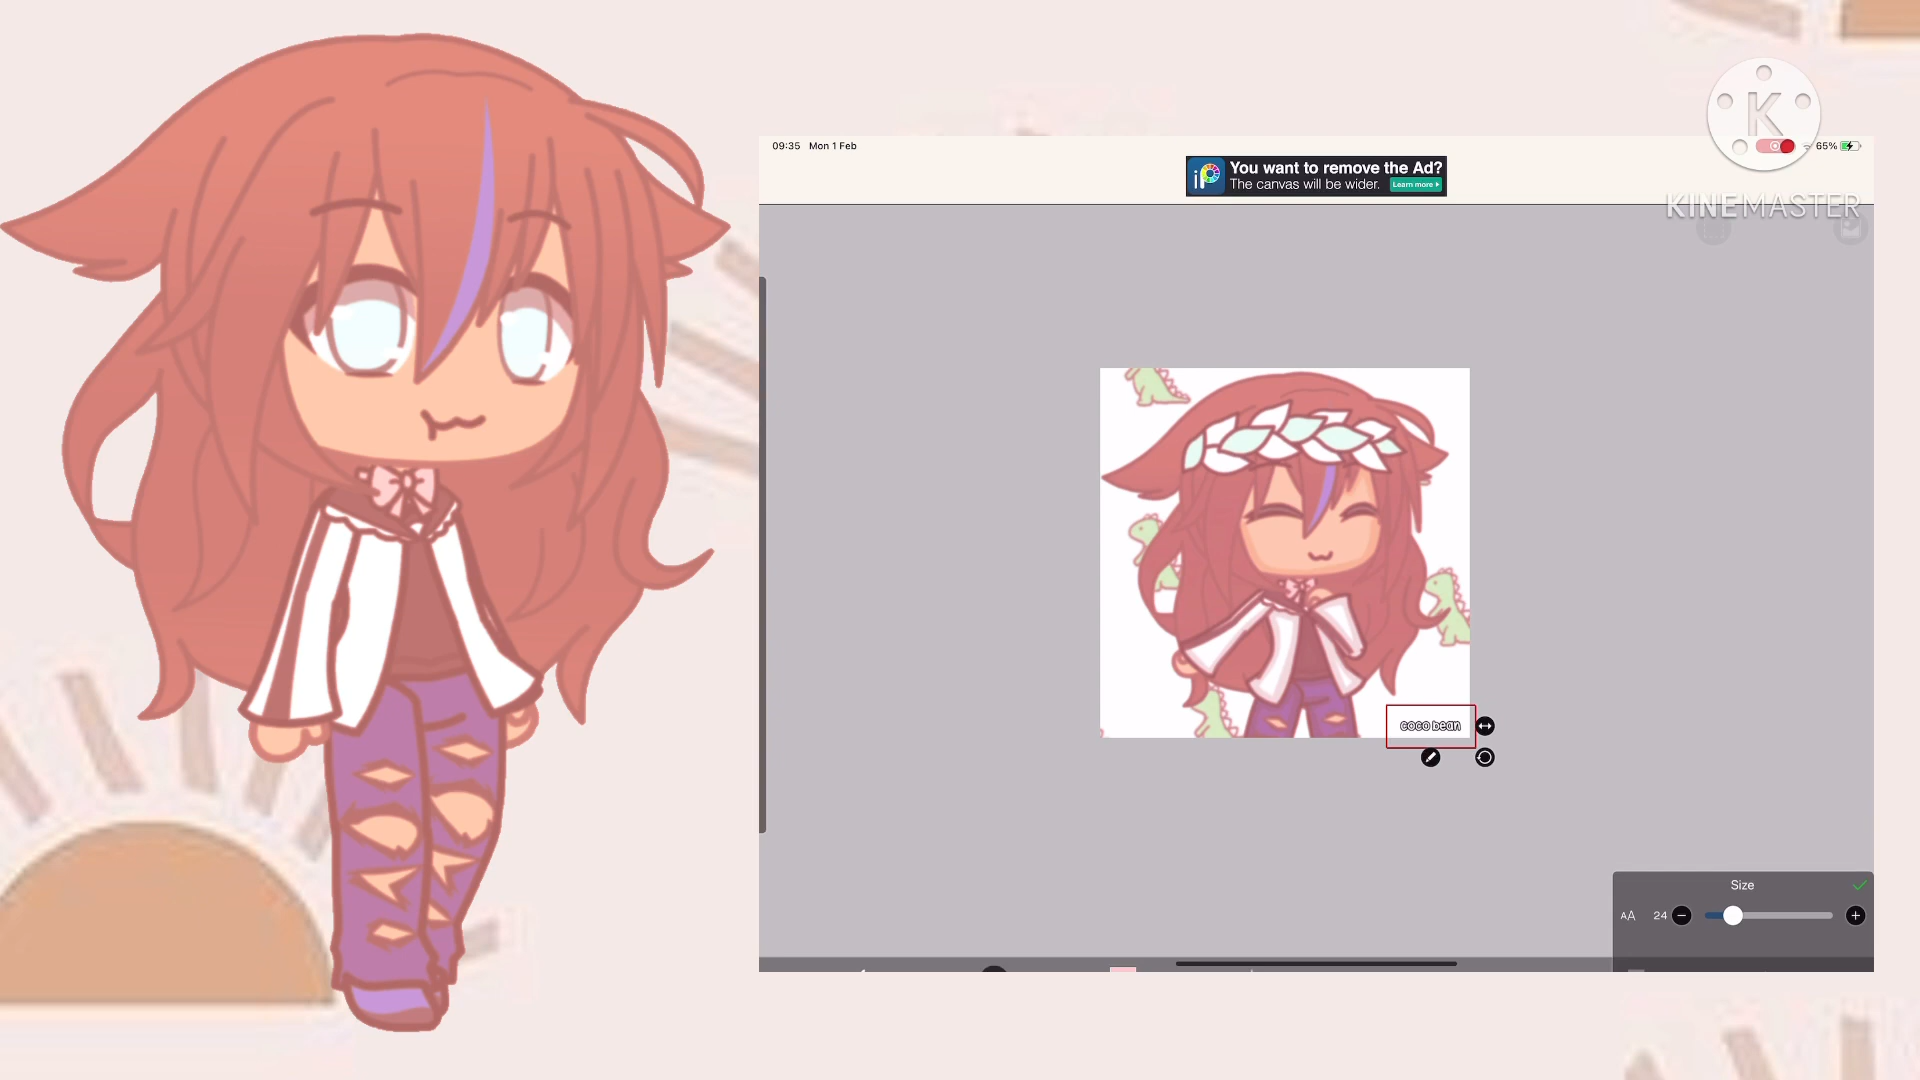 09:35 Mon 1 Feb
65%
iP
You want to remove the Ad?
The canvas will be wider. Learn more
K
KINEMASTER
coco bean
Size
AA 24